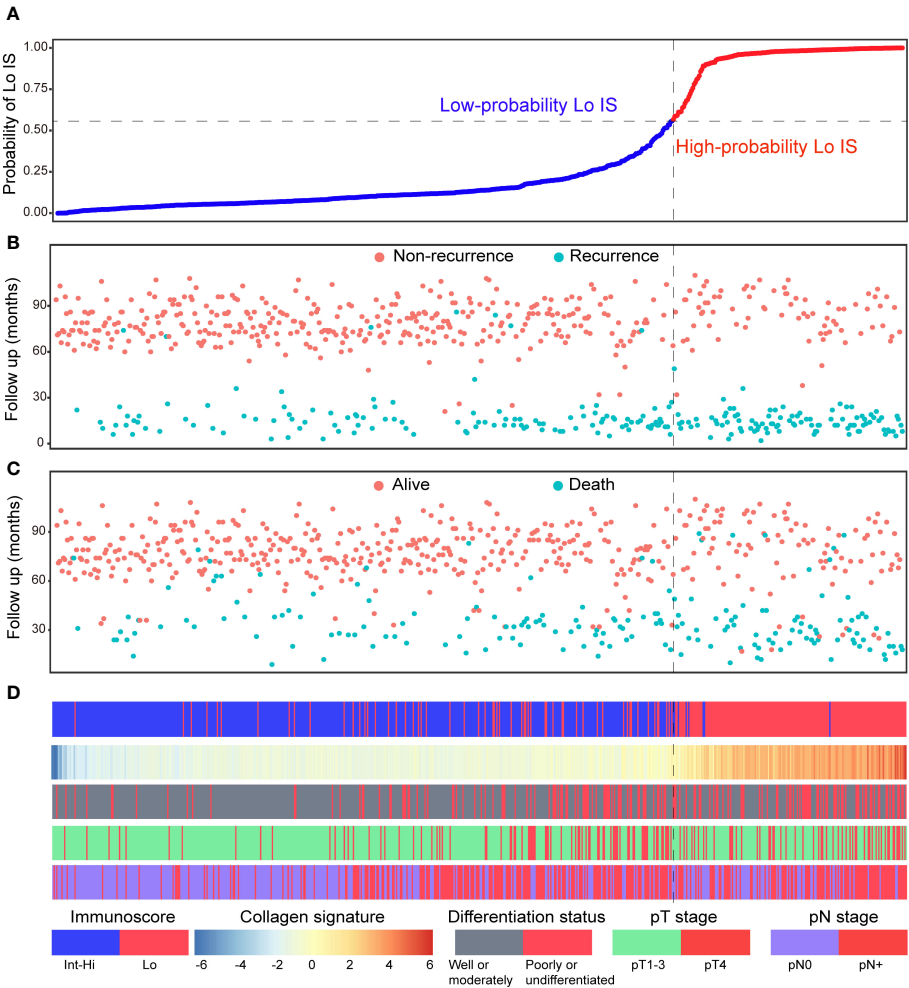 A
Probability of Lo IS
1.00
0.75
0.50
0.25
0.00
Low-probability Lo IS
High-probability Lo IS
B
Follow up (months)
90
60
30
0
Non-recurrence
Recurrence
C
Follow up (months)
90
60
30
Alive
Death
D
Immunoscore
Int-Hi
Lo
Collagen signature
-6
-4
-2
0
2
4
6
Differentiation status
Well or
moderately
Poorly or
undifferentiated
pT stage
pT1-3
pT4
pN stage
pN0
pN+